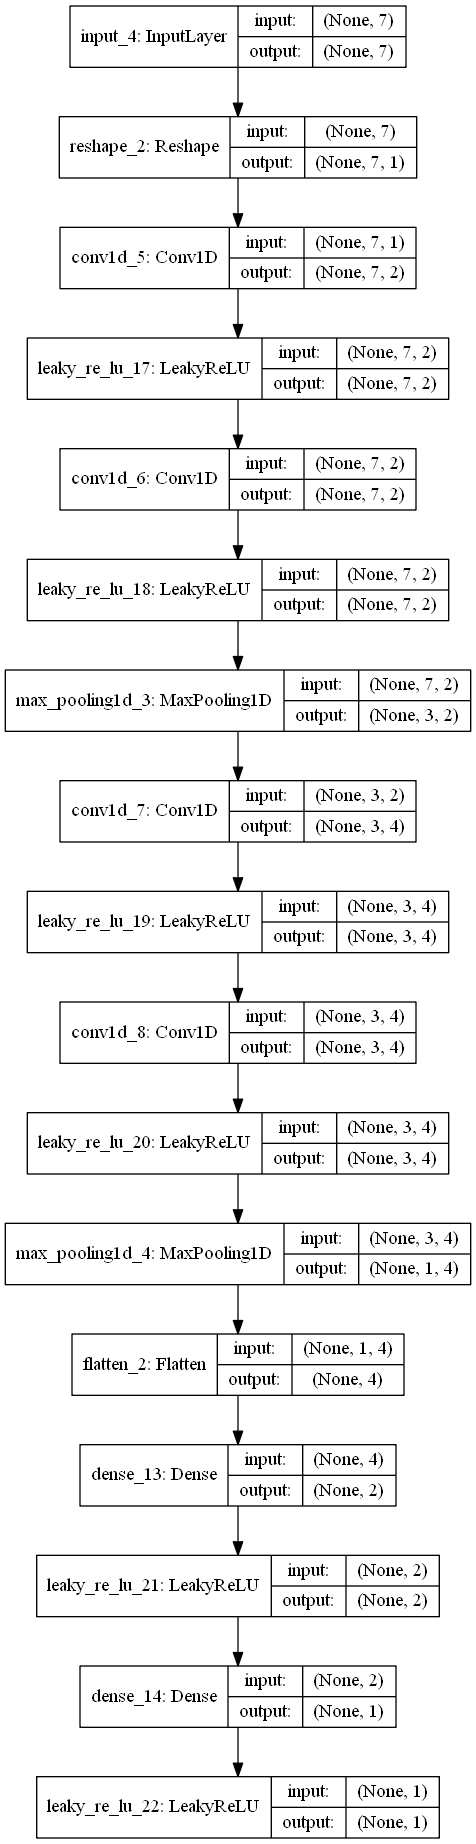 input_4: InputLayer
input: (None, 7)
output: (None, 7)
reshape_2: Reshape
input: (None, 7)
output: (None, 7, 1)
conv1d_5: Conv1D
input: (None, 7, 1)
output: (None, 7, 2)
leaky_re_lu_17: LeakyReLU
input: (None, 7, 2)
output: (None, 7, 2)
conv1d_6: Conv1D
input: (None, 7, 2)
output: (None, 7, 2)
leaky_re_lu_18: LeakyReLU
input: (None, 7, 2)
output: (None, 7, 2)
max_pooling1d_3: MaxPooling1D
input: (None, 7, 2)
output: (None, 3, 2)
conv1d_7: Conv1D
input: (None, 3, 2)
output: (None, 3, 4)
leaky_re_lu_19: LeakyReLU
input: (None, 3, 4)
output: (None, 3, 4)
conv1d_8: Conv1D
input: (None, 3, 4)
output: (None, 3, 4)
leaky_re_lu_20: LeakyReLU
input: (None, 3, 4)
output: (None, 3, 4)
max_pooling1d_4: MaxPooling1D
input: (None, 3, 4)
output: (None, 1, 4)
flatten_2: Flatten
input: (None, 1, 4)
output: (None, 4)
dense_13: Dense
input: (None, 4)
output: (None, 2)
leaky_re_lu_21: LeakyReLU
input: (None, 2)
output: (None, 2)
dense_14: Dense
input: (None, 2)
output: (None, 1)
leaky_re_lu_22: LeakyReLU
input: (None, 1)
output: (None, 1)